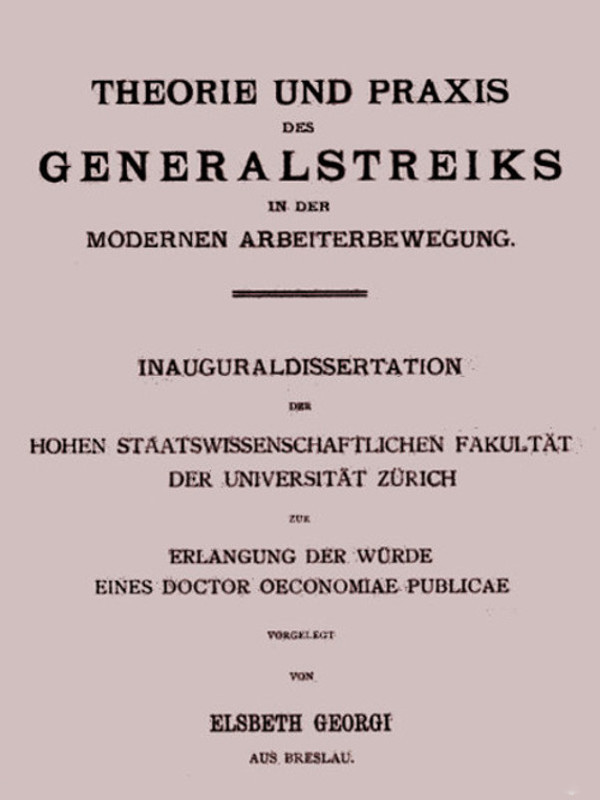 THEORIE UND PRAXIS
DES
GENERALSTREIKS
IN DER
MODERNEN ARBEITERBEWEGUNG.
INAUGURALDISSERTATION
DER
HOHEN STAATSWISSENSCHAFTLICHEN FAKULTÄT
DER UNIVERSITÄT ZÜRICH
ZUR
ERLANGUNG DER WÜRDE
EINES DOCTOR OECONOMIAE PUBLICAE
VORGELEGT
VON
ELSBETH GEORGI
AUS BRESLAU.